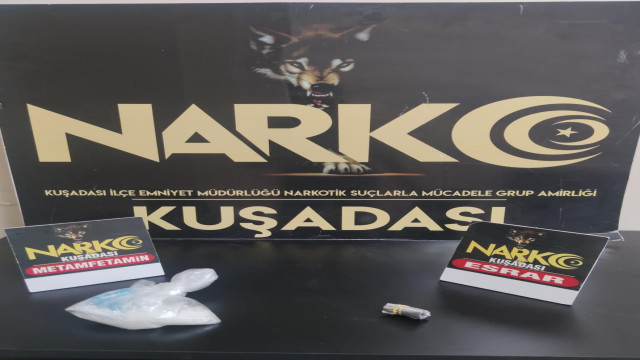 NARKO
KUŞADASI İLÇE EMNİYET MÜDÜRLÜĞÜ NARKOTİK SUÇLARLA MÜCADELE GRUP AMİRLİĞİ
KUŞADASI
NARKO
KUŞADASI
METAMFETAMİN
NARKO
KUŞADASI
ESRAR